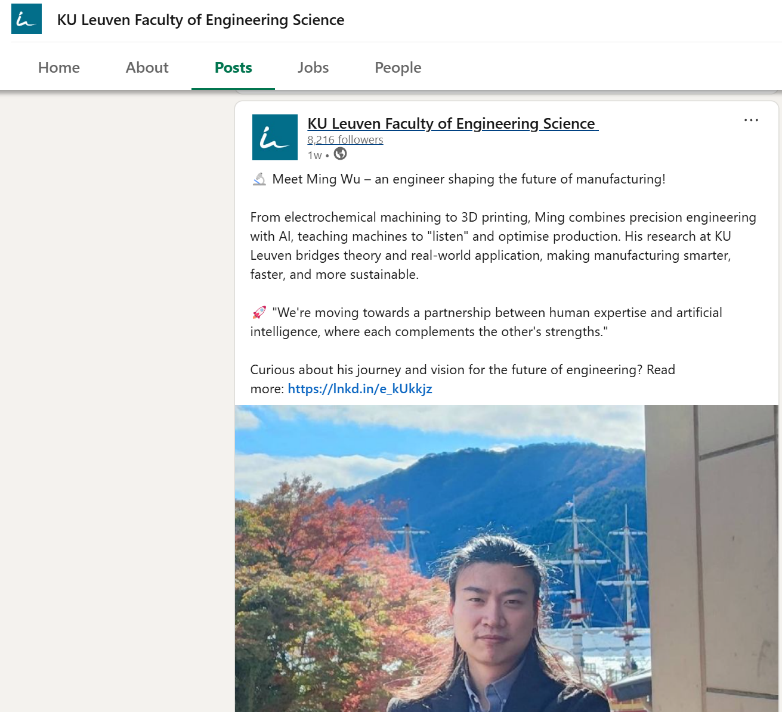 KU Leuven Faculty of Engineering Science
Home About Posts Jobs People
KU Leuven Faculty of Engineering Science
8,216 followers
1w •
🔬 Meet Ming Wu – an engineer shaping the future of manufacturing!
From electrochemical machining to 3D printing, Ming combines precision engineering
with AI, teaching machines to "listen" and optimise production. His research at KU
Leuven bridges theory and real-world application, making manufacturing smarter,
faster, and more sustainable.
🚀 "We're moving towards a partnership between human expertise and artificial
intelligence, where each complements the other's strengths."
Curious about his journey and vision for the future of engineering? Read
more: https://lnkd.in/e_kUkkjz